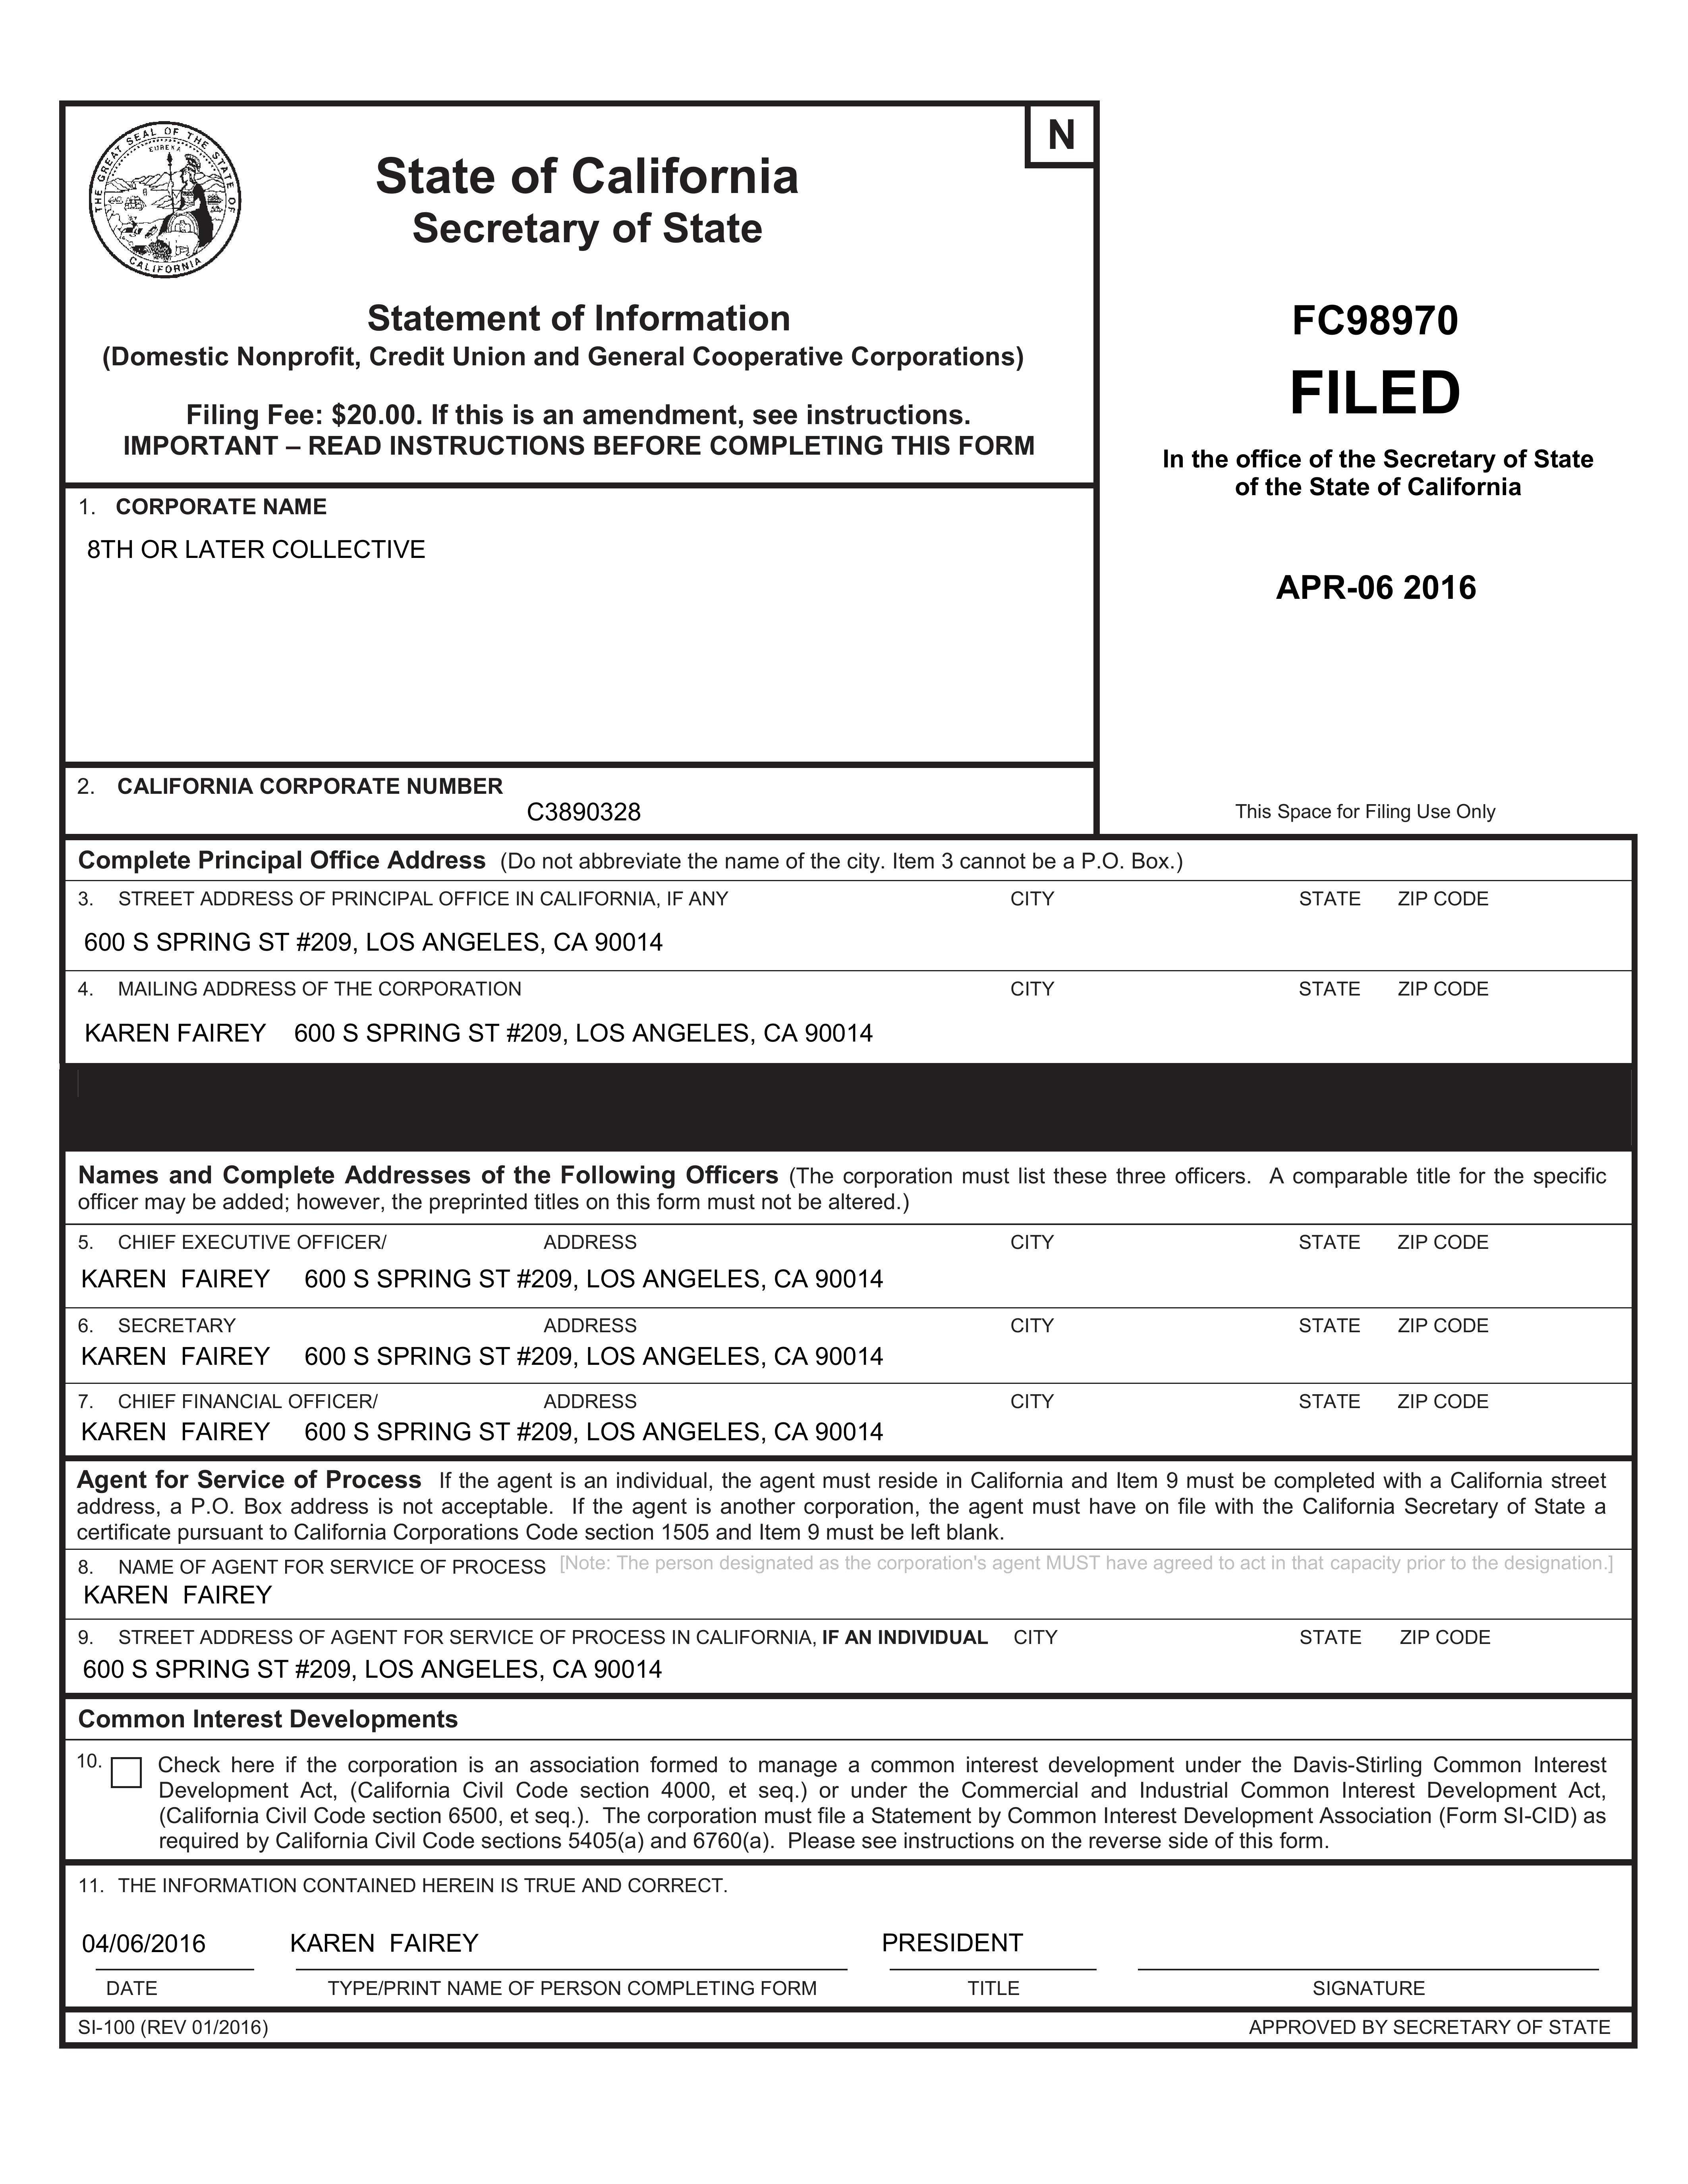 THE GREAT SEAL OF THE STATE OF CALIFORNIA
EUREKA
N
State of California
Secretary of State
Statement of Information
(Domestic Nonprofit, Credit Union and General Cooperative Corporations)
Filing Fee: $20.00. If this is an amendment, see instructions.
IMPORTANT – READ INSTRUCTIONS BEFORE COMPLETING THIS FORM
FC98970
FILED
In the office of the Secretary of State
of the State of California
APR-06 2016
1. CORPORATE NAME
8TH OR LATER COLLECTIVE
2. CALIFORNIA CORPORATE NUMBER
C3890328
This Space for Filing Use Only
Complete Principal Office Address (Do not abbreviate the name of the city. Item 3 cannot be a P.O. Box.)
3. STREET ADDRESS OF PRINCIPAL OFFICE IN CALIFORNIA, IF ANY CITY STATE ZIP CODE
600 S SPRING ST #209, LOS ANGELES, CA 90014
4. MAILING ADDRESS OF THE CORPORATION CITY STATE ZIP CODE
KAREN FAIREY 600 S SPRING ST #209, LOS ANGELES, CA 90014
Names and Complete Addresses of the Following Officers (The corporation must list these three officers. A comparable title for the specific
officer may be added; however, the preprinted titles on this form must not be altered.)
5. CHIEF EXECUTIVE OFFICER/ ADDRESS CITY STATE ZIP CODE
KAREN FAIREY 600 S SPRING ST #209, LOS ANGELES, CA 90014
6. SECRETARY ADDRESS CITY STATE ZIP CODE
KAREN FAIREY 600 S SPRING ST #209, LOS ANGELES, CA 90014
7. CHIEF FINANCIAL OFFICER/ ADDRESS CITY STATE ZIP CODE
KAREN FAIREY 600 S SPRING ST #209, LOS ANGELES, CA 90014
Agent for Service of Process If the agent is an individual, the agent must reside in California and Item 9 must be completed with a California street
address, a P.O. Box address is not acceptable. If the agent is another corporation, the agent must have on file with the California Secretary of State a
certificate pursuant to California Corporations Code section 1505 and Item 9 must be left blank.
8. NAME OF AGENT FOR SERVICE OF PROCESS [Note: The person designated as the corporation's agent MUST have agreed to act in that capacity prior to the designation.]
KAREN FAIREY
9. STREET ADDRESS OF AGENT FOR SERVICE OF PROCESS IN CALIFORNIA, IF AN INDIVIDUAL CITY STATE ZIP CODE
600 S SPRING ST #209, LOS ANGELES, CA 90014
Common Interest Developments
10. Check here if the corporation is an association formed to manage a common interest development under the Davis-Stirling Common Interest
Development Act, (California Civil Code section 4000, et seq.) or under the Commercial and Industrial Common Interest Development Act,
(California Civil Code section 6500, et seq.). The corporation must file a Statement by Common Interest Development Association (Form SI-CID) as
required by California Civil Code sections 5405(a) and 6760(a). Please see instructions on the reverse side of this form.
11. THE INFORMATION CONTAINED HEREIN IS TRUE AND CORRECT.
04/06/2016 KAREN FAIREY PRESIDENT
DATE TYPE/PRINT NAME OF PERSON COMPLETING FORM TITLE SIGNATURE
SI-100 (REV 01/2016) APPROVED BY SECRETARY OF STATE